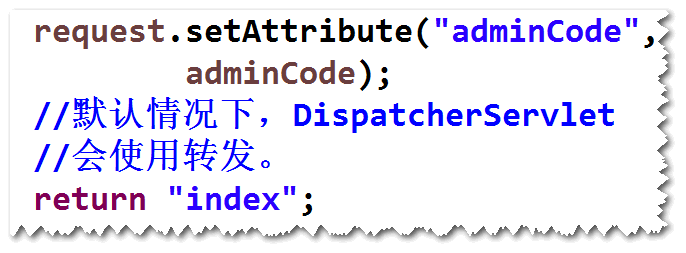 request.setAttribute("adminCode",
adminCode);
//默认情况下，DispatcherServlet
//会使用转发。
return "index";